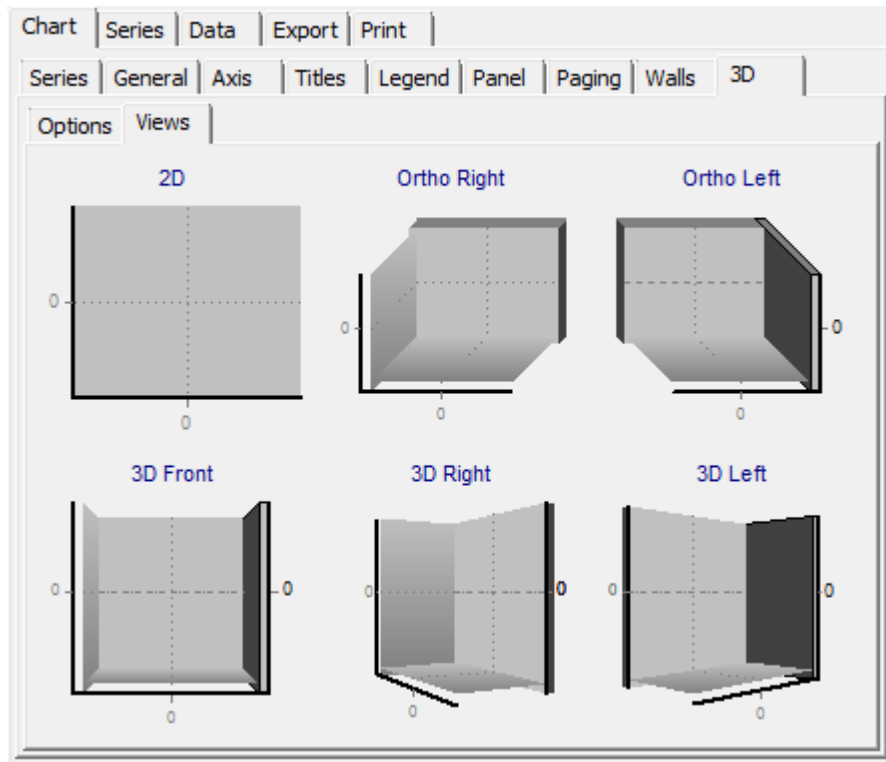 Chart Series Data Export Print
Series General Axis Titles Legend Panel Paging Walls 3D
Options Views
2D Ortho Right Ortho Left
0 0 0
0 0 0
3D Front 3D Right 3D Left
0 0 0 0 0 0
0 0 0